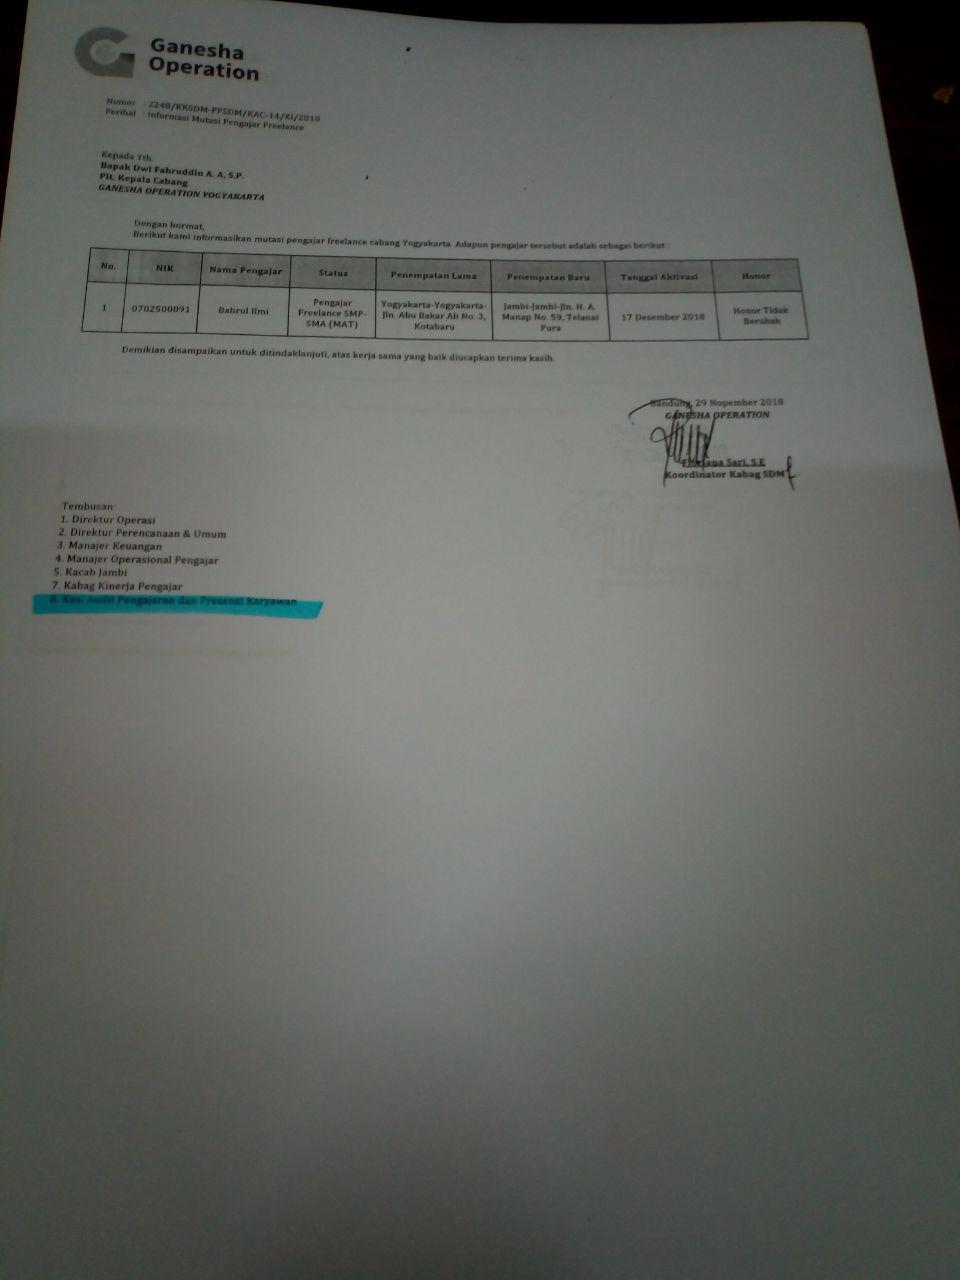 Ganesha
Operation
Nomor : 2248/KKSDM-PPSDM/KAC-14/XI/2018
Perihal : Informasi Mutasi Pengajar Freelance
Kepada Yth.
Bapak Dwi Fahruddin A. A, S.P.
Plt. Kepala Cabang
GANESHA OPERATION YOGYAKARTA
Dengan hormat,
Berikut kami informasikan mutasi pengajar freelance cabang Yogyakarta. Adapun pengajar tersebut adalah sebagai berikut :
No. NIK Nama Pengajar Status Penempatan Lama Penempatan Baru Tanggal Aktivasi Honor
1 0702500091 Bahrul Ilmi Pengajar Freelance SMP-SMA (MAT) Yogyakarta-Yogyakarta-Jln. Abu Bakar Ali No. 3, Kotabaru Jambi-Jambi-Jln. H. A. Manap No. 59, Telanai Pura 17 Desember 2018 Honor Tidak Berubah
Demikian disampaikan untuk ditindaklanjuti, atas kerja sama yang baik diucapkan terima kasih.
Bandung, 29 Nopember 2018
GANESHA OPERATION
Sari, S.E
Koordinator Kabag SDM
Tembusan:
1. Direktur Operasi
2. Direktur Perencanaan & Umum
3. Manajer Keuangan
4. Manajer Operasional Pengajar
5. Kacab Jambi
7. Kabag Kinerja Pengajar
8. Kasi Audit Pengajaran dan Presensi Karyawan